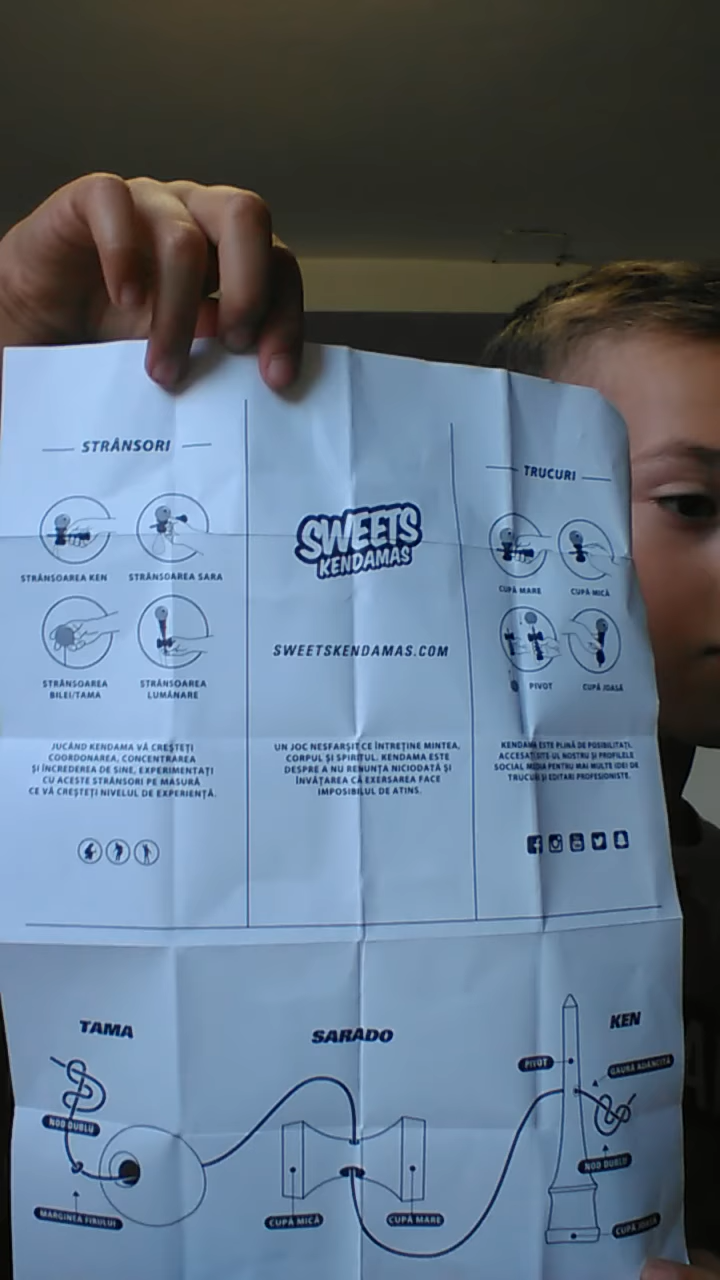 STRÂNSORI
STRÂNSOAREA KEN
STRÂNSOAREA SARA
STRÂNSOAREA
BILEI/TAMA
STRÂNSOAREA
LUMÂNARE
JUCÂND KENDAMA VĂ CREȘTEȚI
COORDONAREA, CONCENTRAREA
ȘI ÎNCREDEREA DE SINE, EXPERIMENTAȚI
CU ACESTE STRÂNSORI PE MĂSURĂ
CE VĂ CREȘTEȚI NIVELUL DE EXPERIENȚĂ.
SWEETS
KENDAMAS
SWEETSKENDAMAS.COM
UN JOC NESFÂRȘIT CE ÎNTREȚINE MINTEA,
CORPUL ȘI SPIRITUL. KENDAMA ESTE
DESPRE A NU RENUNȚA NICIODATĂ ȘI
ÎNVĂȚAREA CĂ EXERSAREA FACE
IMPOSIBILUL DE ATINS.
TRUCURI
CUPĂ MARE
CUPĂ MICĂ
PIVOT
CUPĂ JOASĂ
KENDAMA ESTE PLINĂ DE POSIBILITAȚI,
ACCESAȚI SITE-UL NOSTRU ȘI PROFILELE
SOCIAL MEDIA PENTRU MAI MULTE IDEI DE
TRUCURI ȘI EDITARI PROFESIONISTE.
TAMA
NOD DUBLU
MARGINEA FIRULUI
SARADO
CUPĂ MICĂ
CUPĂ MARE
KEN
PIVOT
GAURĂ ADÂNCITĂ
NOD DUBLU
CUPĂ JOASĂ